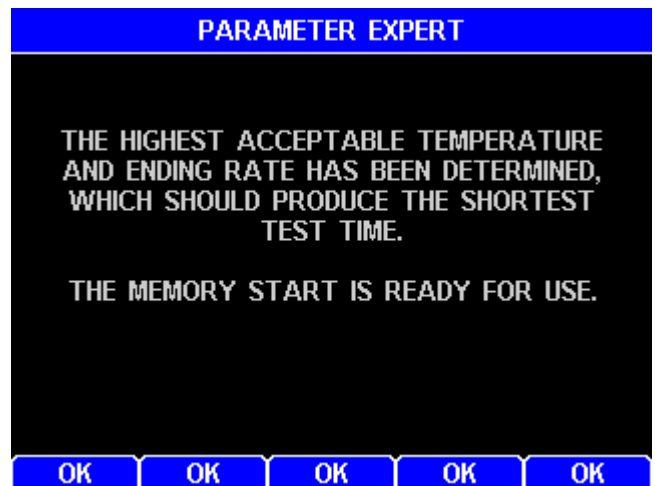 PARAMETER EXPERT
THE HIGHEST ACCEPTABLE TEMPERATURE
AND ENDING RATE HAS BEEN DETERMINED,
WHICH SHOULD PRODUCE THE SHORTEST
TEST TIME.
THE MEMORY START IS READY FOR USE.
OK OK OK OK OK